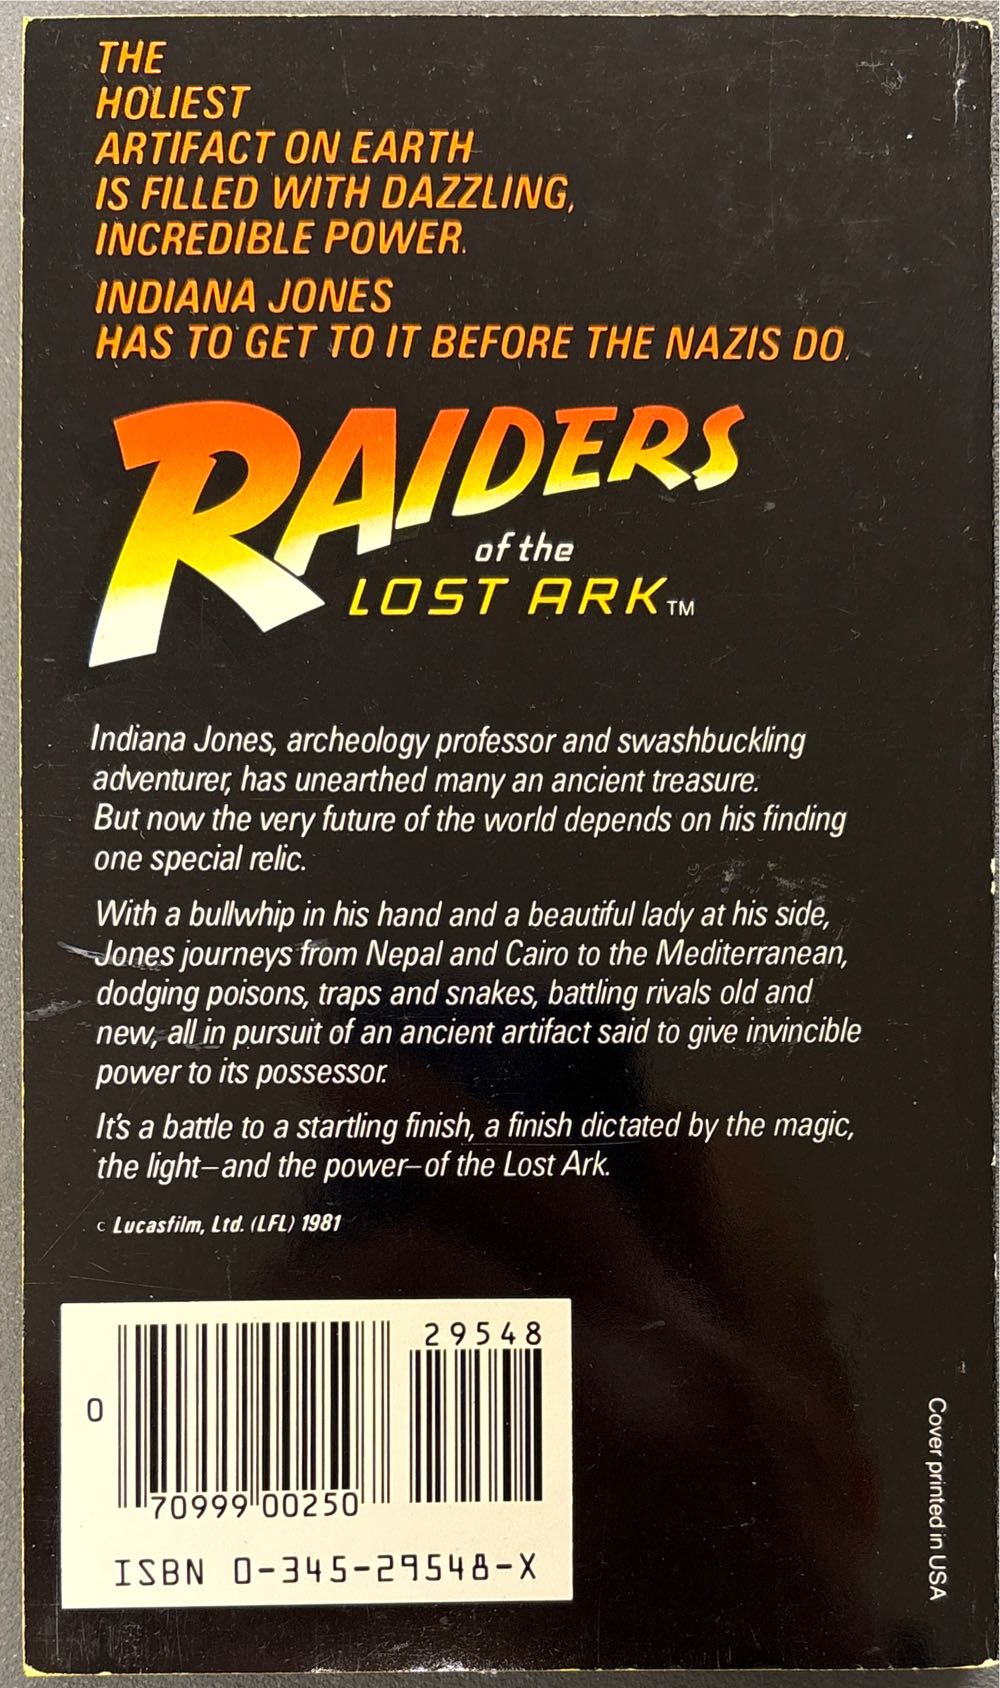 THE
HOLIEST
ARTIFACT ON EARTH
IS FILLED WITH DAZZLING,
INCREDIBLE POWER.
INDIANA JONES
HAS TO GET TO IT BEFORE THE NAZIS DO.
RAIDERS
of the
LOST ARK™
Indiana Jones, archeology professor and swashbuckling
adventurer, has unearthed many an ancient treasure.
But now the very future of the world depends on his finding
one special relic.
With a bullwhip in his hand and a beautiful lady at his side,
Jones journeys from Nepal and Cairo to the Mediterranean,
dodging poisons, traps and snakes, battling rivals old and
new, all in pursuit of an ancient artifact said to give invincible
power to its possessor.
It's a battle to a startling finish, a finish dictated by the magic,
the light—and the power—of the Lost Ark.
c Lucasfilm, Ltd. (LFL) 1981
29548
0
70999 00250
ISBN 0-345-29548-X
Cover printed in USA